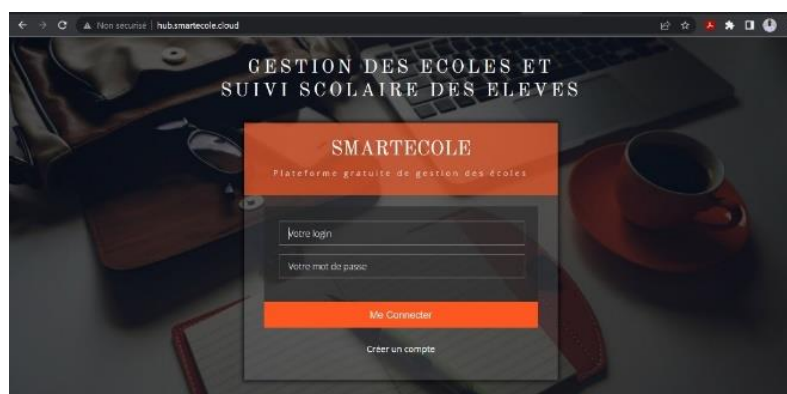 Non sécurisé | hub.smartecole.cloud
GESTION DES ECOLES ET
SUIVI SCOLAIRE DES ELEVES
SMARTECOLE
Plateforme gratuite de gestion des écoles
Votre login
Votre mot de passe
Me Connecter
Créer un compte